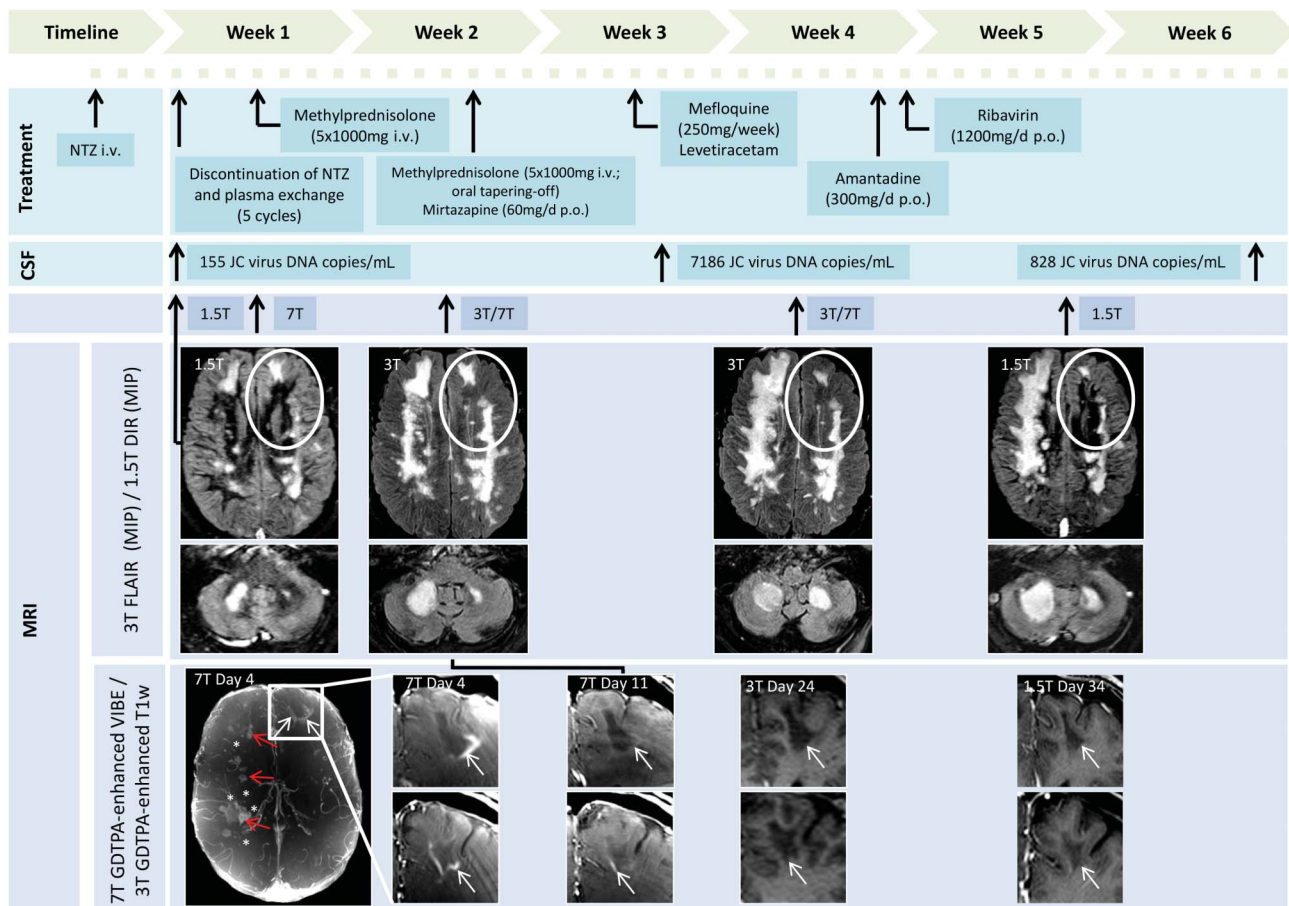 Timeline
Week 1
Week 2
Week 3
Week 4
Week 5
Week 6
Treatment
NTZ i.v.
Discontinuation of NTZ
and plasma exchange
(5 cycles)
Methylprednisolone
(5x1000mg i.v.)
Methylprednisolone (5x1000mg i.v.;
oral tapering-off)
Mirtazapine (60mg/d p.o.)
Mefloquine
(250mg/week)
Levetiracetam
Amantadine
(300mg/d p.o.)
Ribavirin
(1200mg/d p.o.)
CSF
155 JC virus DNA copies/mL
7186 JC virus DNA copies/mL
828 JC virus DNA copies/mL
1.5T
7T
3T/7T
3T/7T
1.5T
MRI
3T FLAIR (MIP) / 1.5T DIR (MIP)
1.5T
3T
3T
1.5T
7T GDTPA-enhanced VIBE /
3T GDTPA-enhanced T1w
7T Day 4
*
*
*
*
*
*
7T Day 4
7T Day 11
3T Day 24
1.5T Day 34